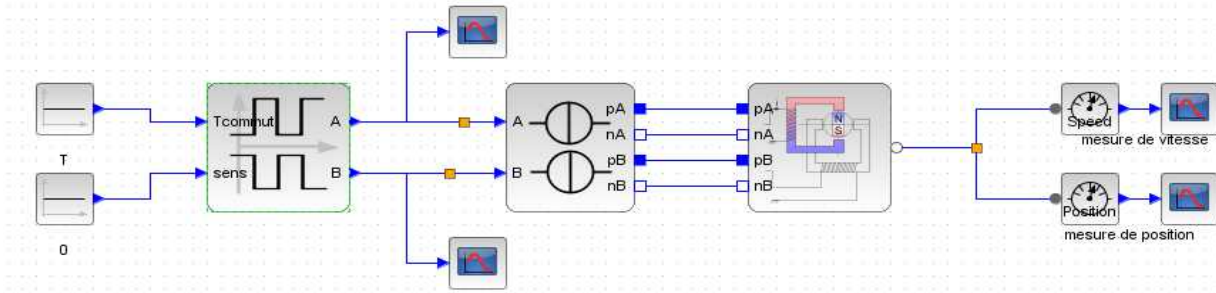 T
0
Tcommut
sens
A
B
A
B
pA
nA
pB
nB
pA
nA
pB
nB
N
S
Speed
mesure de vitesse
Position
mesure de position